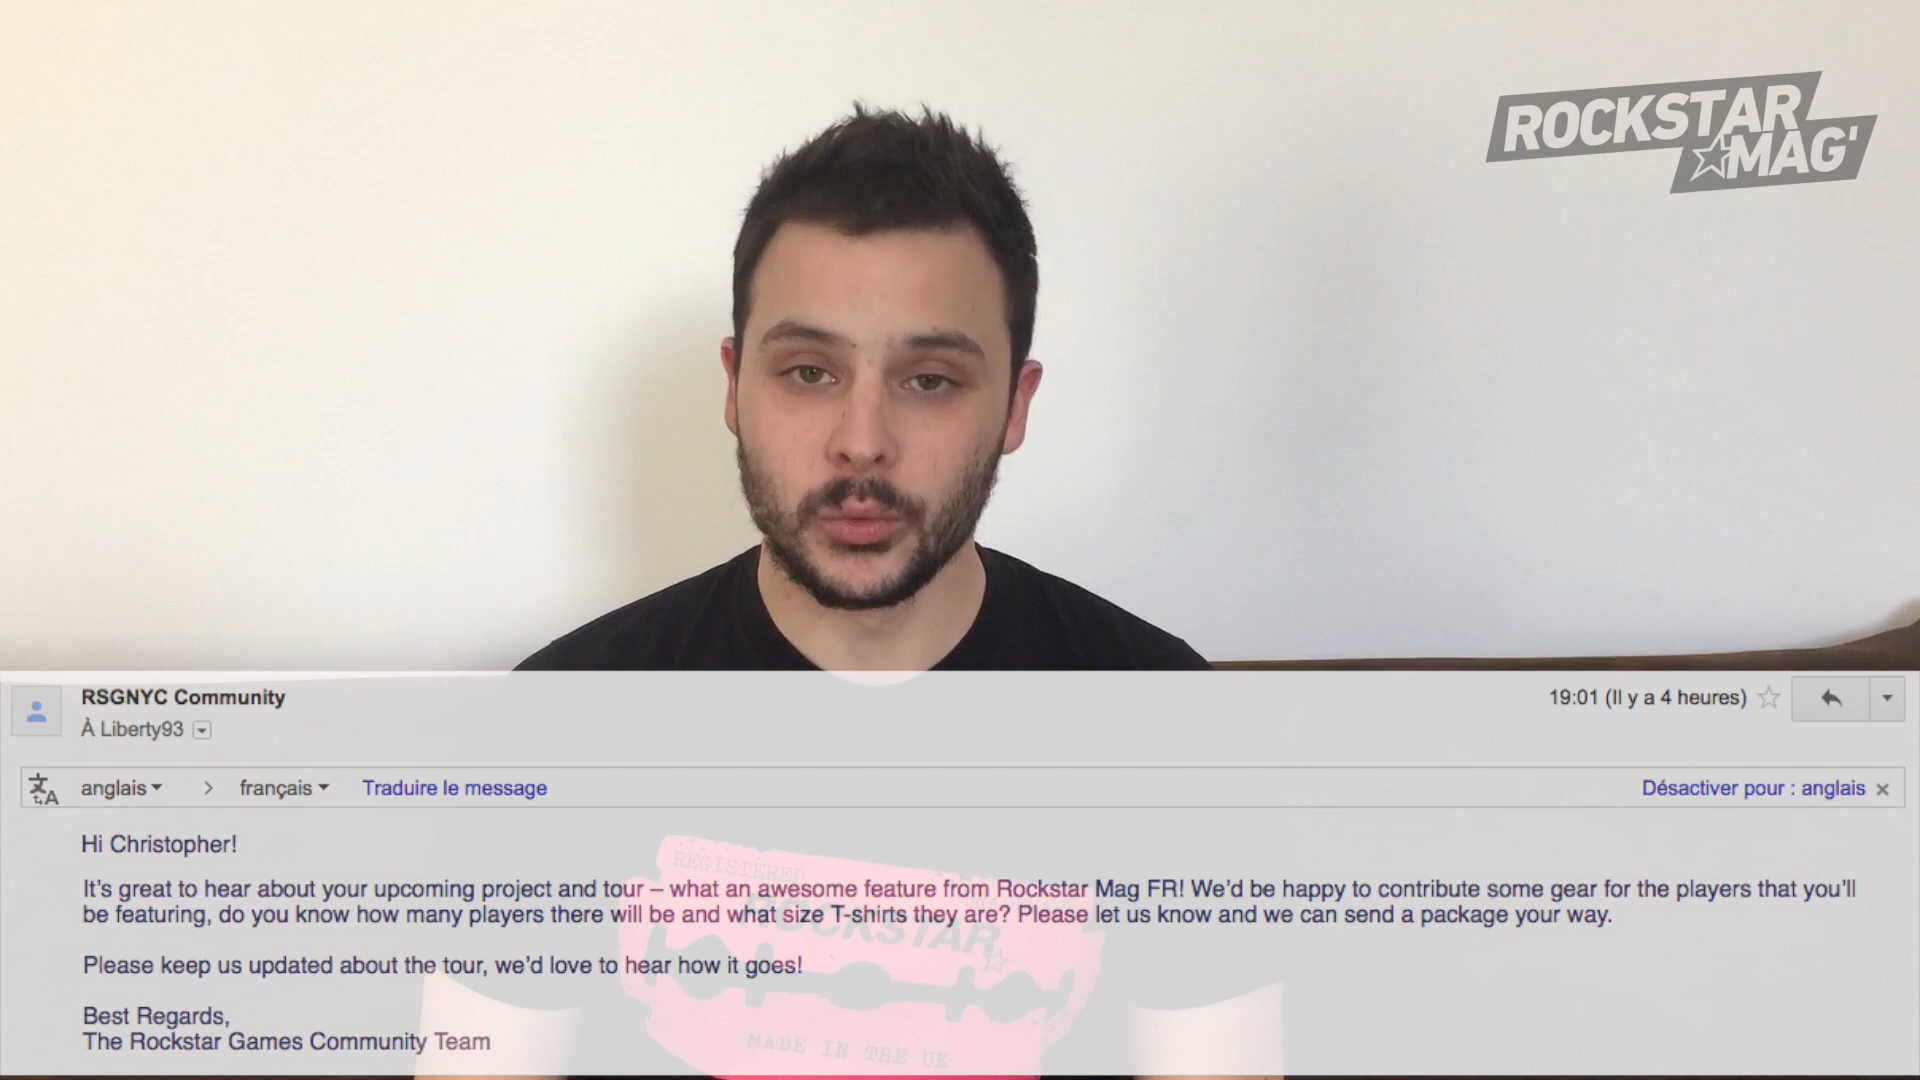 ROCKSTAR
MAG'
RSGNYC Community
19:01 (Il y a 4 heures)
À Liberty93
anglais
français
Traduire le message
Désactiver pour : anglais
Hi Christopher!
It's great to hear about your upcoming project and tour – what an awesome feature from Rockstar Mag FR! We'd be happy to contribute some gear for the players that you'll
be featuring, do you know how many players there will be and what size T-shirts they are? Please let us know and we can send a package your way.
Please keep us updated about the tour, we'd love to hear how it goes!
Best Regards,
The Rockstar Games Community Team
REGISTERED
ROCKSTAR
MADE IN THE UK